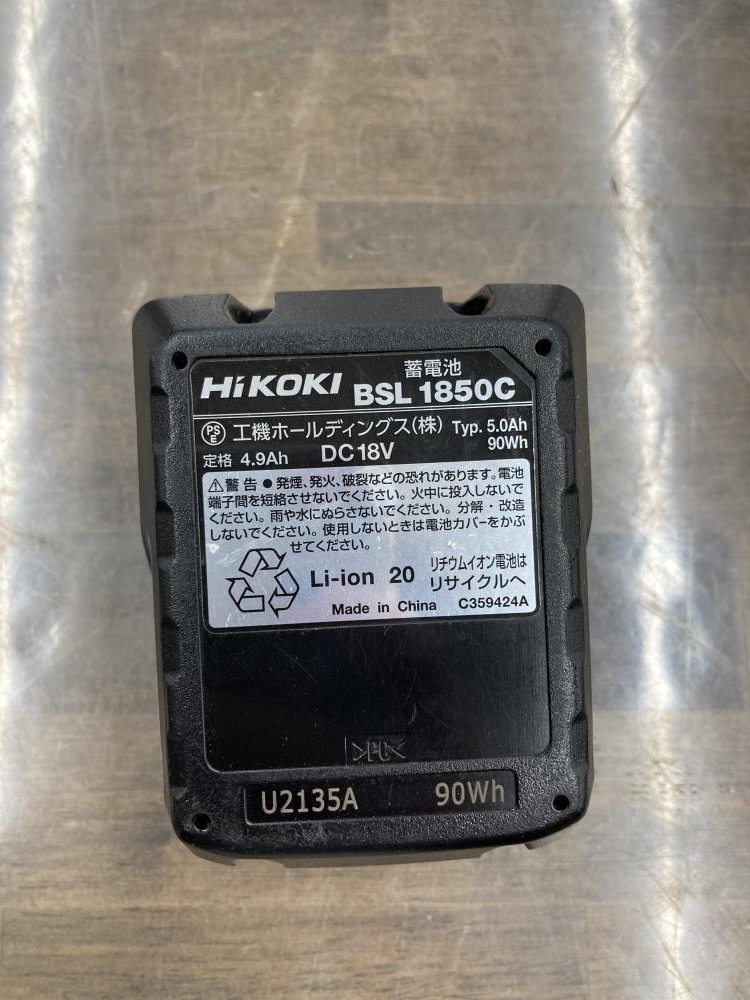 蓄電池
HiKOKI BSL 1850C
PSE 工機ホールディングス(株) Typ. 5.0Ah
90Wh
定格 4.9Ah DC18V
⚠警告 ● 発煙、発火、破裂などの恐れがあります。電池
端子間を短絡させないでください。火中に投入しないで
ください。雨や水にぬらさないでください。分解・改造
しないでください。使用しないときは電池カバーをかぶ
せてください。
Li-ion 20 リチウムイオン電池は
リサイクルへ
Made in China C359424A
>PC<
U2135A 90Wh